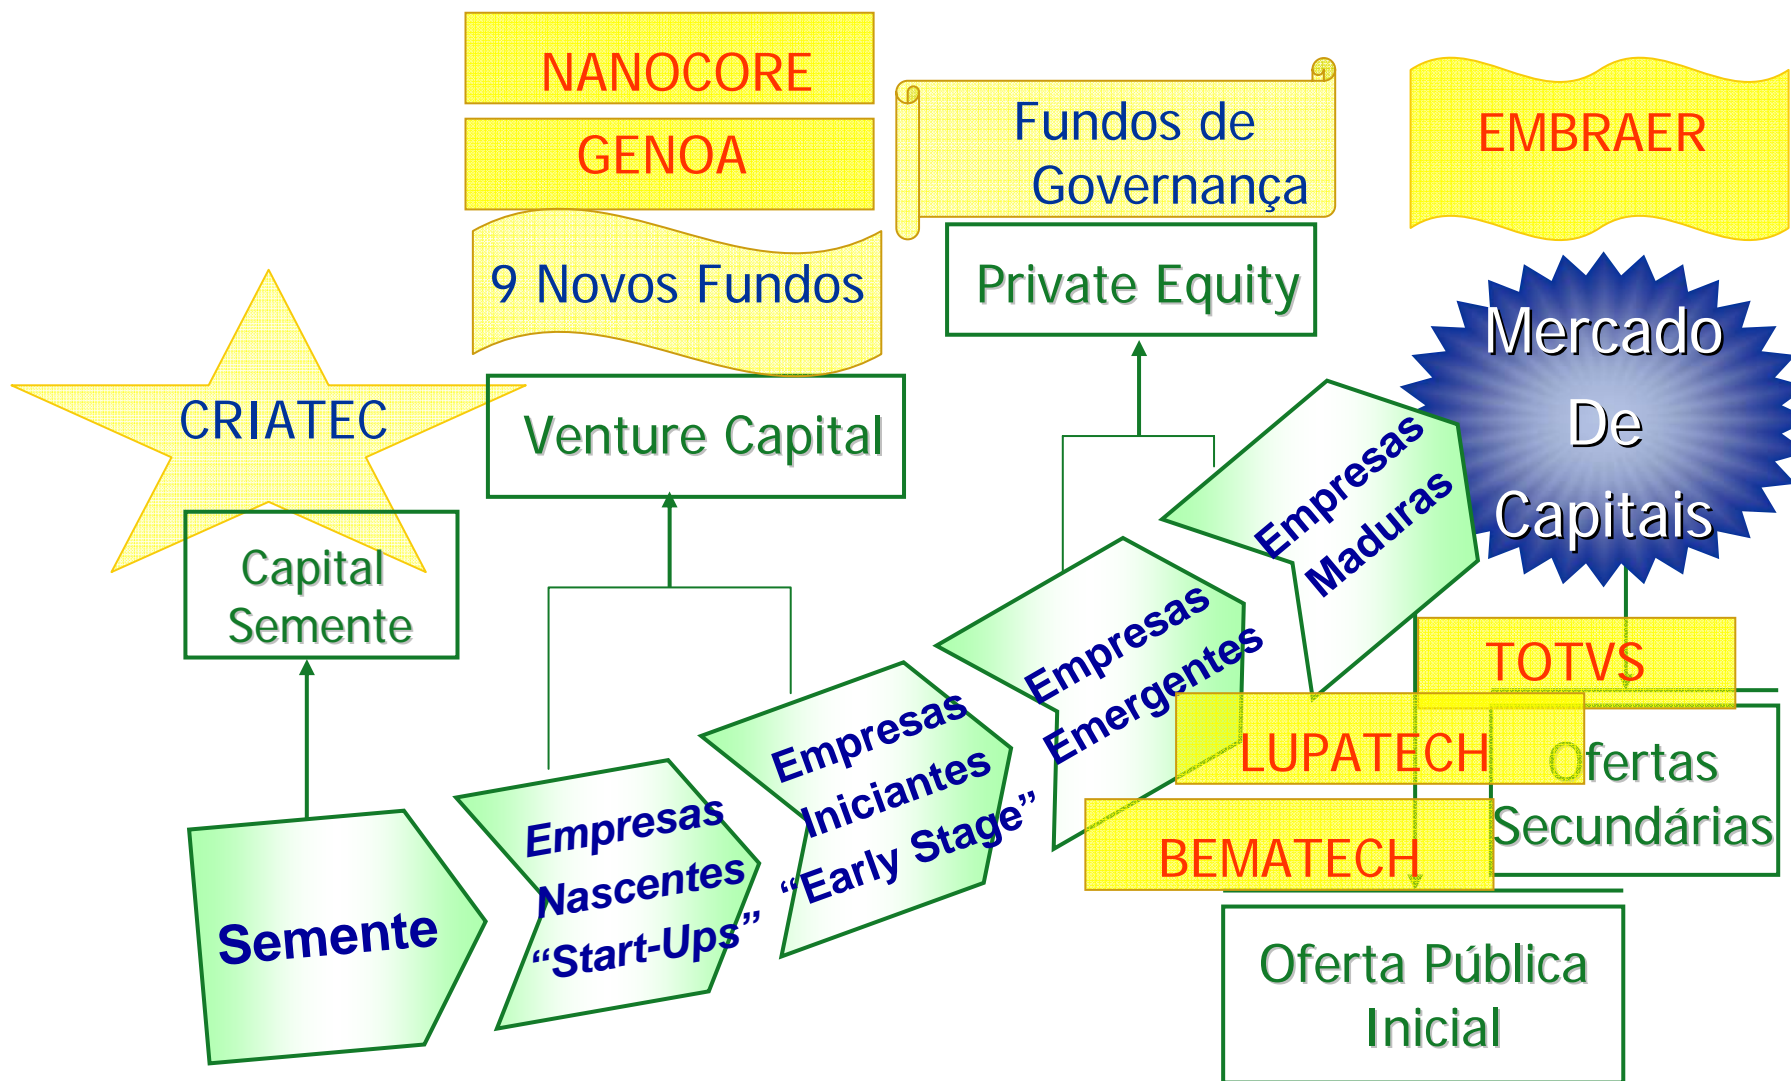 NANOCORE
GENOA
9 Novos Fundos
Venture Capital
Fundos de
Governança
Private Equity
EMBRAER
Mercado
De
Capitais
CRIATEC
Capital
Semente
Semente
Empresas
Nascentes
“Start-Ups”
Empresas
Iniciantes
“Early Stage”
Empresas
Emergentes
Empresas
Maduras
TOTVS
LUPATECH
BEMATECH
Ofertas
Secundárias
Oferta Pública
Inicial